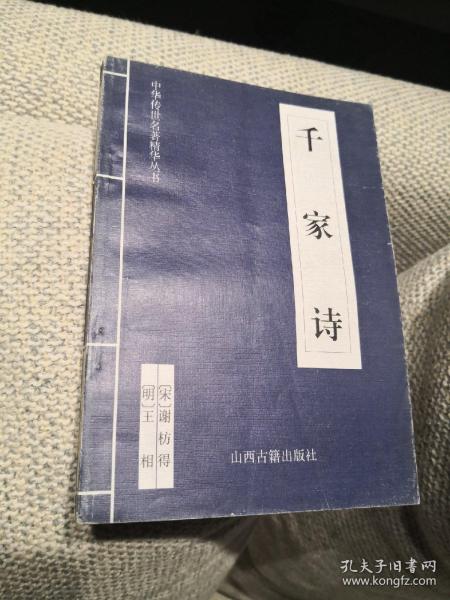 中华传世名著精华丛书
千家诗
〔宋〕谢枋得
〔明〕王相
山西古籍出版社
孔夫子旧书网
www.kongfz.com